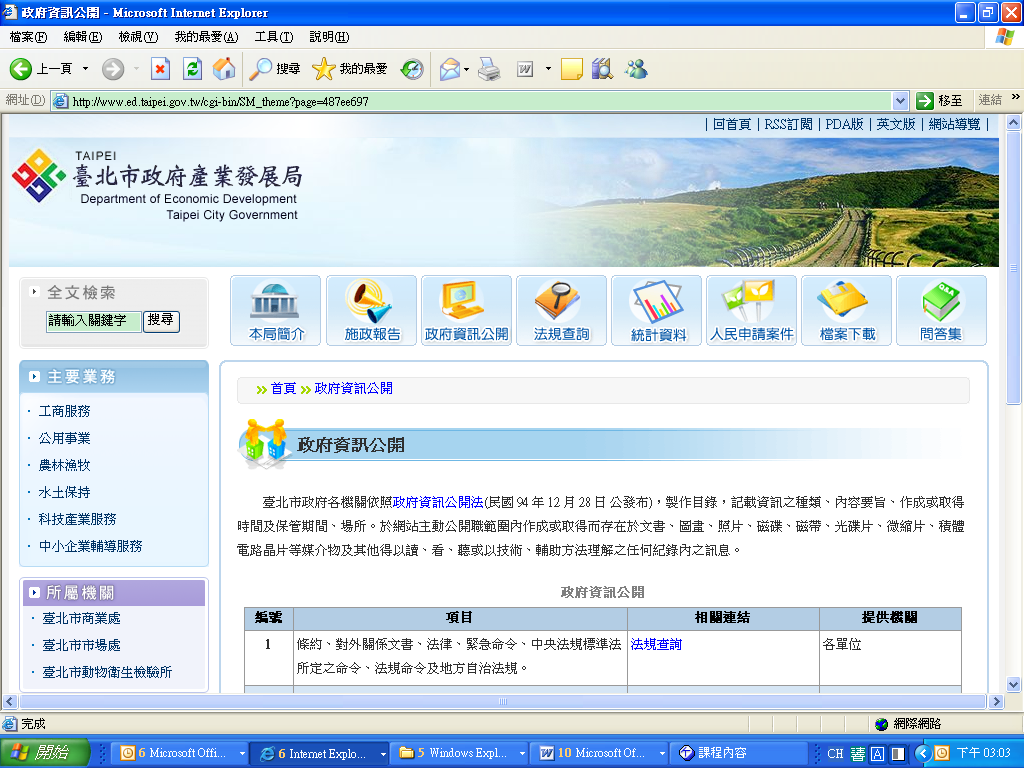 政府資訊公開 - Microsoft Internet Explorer
檔案(F) 編輯(E) 檢視(V) 我的最愛(A) 工具(T) 說明(H)
上一頁 搜尋 我的最愛
網址(D) http://www.ed.taipei.gov.tw/cgi-bin/SM_theme?page=487ee697 移至 連結 »
| 回首頁 | RSS訂閱 | PDA版 | 英文版 | 網站導覽 |
TAIPEI
臺北市政府產業發展局
Department of Economic Development
Taipei City Government
全文檢索
請輸入關鍵字 搜尋
本局簡介 施政報告 政府資訊公開 法規查詢 統計資料 人民申請案件 檔案下載 問答集
Q&A
主要業務
· 工商服務
· 公用事業
· 農林漁牧
· 水土保持
· 科技產業服務
· 中小企業輔導服務
所屬機關
· 臺北市商業處
· 臺北市市場處
· 臺北市動物衛生檢驗所
» 首頁 » 政府資訊公開
政府資訊公開
臺北市政府各機關依照政府資訊公開法(民國 94 年 12 月 28 日 公發布)，製作目錄，記載資訊之種類、內容要旨、作成或取得
時間及保管期間、場所。於網站主動公開職範圍內作成或取得而存在於文書、圖畫、照片、磁碟、磁帶、光碟片、微縮片、積體
電路晶片等媒介物及其他得以讀、看、聽或以技術、輔助方法理解之任何紀錄內之訊息。
政府資訊公開
編號 項目 相關連結 提供機關
1 條約、對外關係文書、法律、緊急命令、中央法規標準法 法規查詢 各單位
所定之命令、法規命令及地方自治法規。
完成 網際網路
開始 6 Microsoft Offi... 6 Internet Explo... 5 Windows Expl... 10 Microsoft Of... 課程內容 CH 下午 03:03